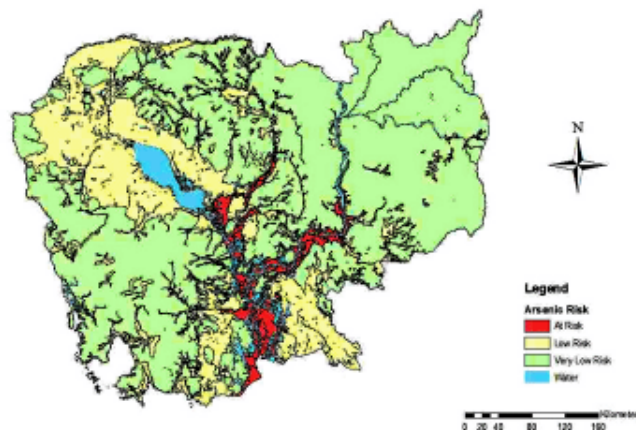 N
Legend
Arsenic Risk
At Risk
Low Risk
Very Low Risk
Water
0 20 40 80 120 160